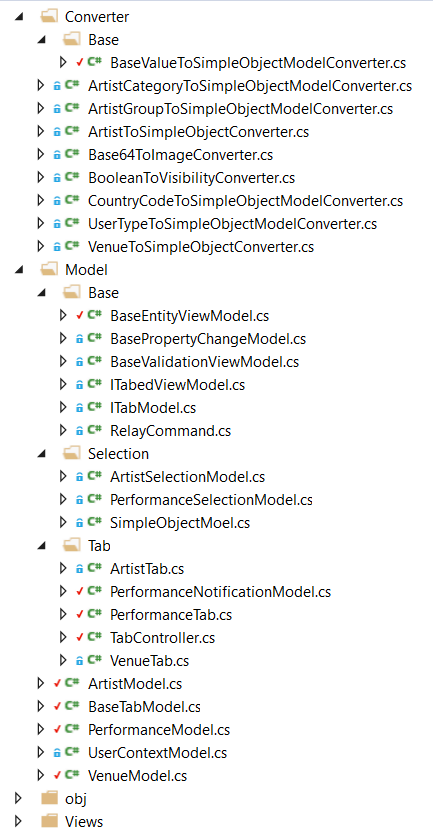 Converter
Base
C# BaseValueToSimpleObjectModelConverter.cs
C# ArtistCategoryToSimpleObjectModelConverter.cs
C# ArtistGroupToSimpleObjectModelConverter.cs
C# ArtistToSimpleObjectConverter.cs
C# Base64ToImageConverter.cs
C# BooleanToVisibilityConverter.cs
C# CountryCodeToSimpleObjectModelConverter.cs
C# UserTypeToSimpleObjectModelConverter.cs
C# VenueToSimpleObjectConverter.cs
Model
Base
C# BaseEntityViewModel.cs
C# BasePropertyChangeModel.cs
C# BaseValidationViewModel.cs
C# ITabedViewModel.cs
C# ITabModel.cs
C# RelayCommand.cs
Selection
C# ArtistSelectionModel.cs
C# PerformanceSelectionModel.cs
C# SimpleObjectMoel.cs
Tab
C# ArtistTab.cs
C# PerformanceNotificationModel.cs
C# PerformanceTab.cs
C# TabController.cs
C# VenueTab.cs
C# ArtistModel.cs
C# BaseTabModel.cs
C# PerformanceModel.cs
C# UserContextModel.cs
C# VenueModel.cs
obj
Views